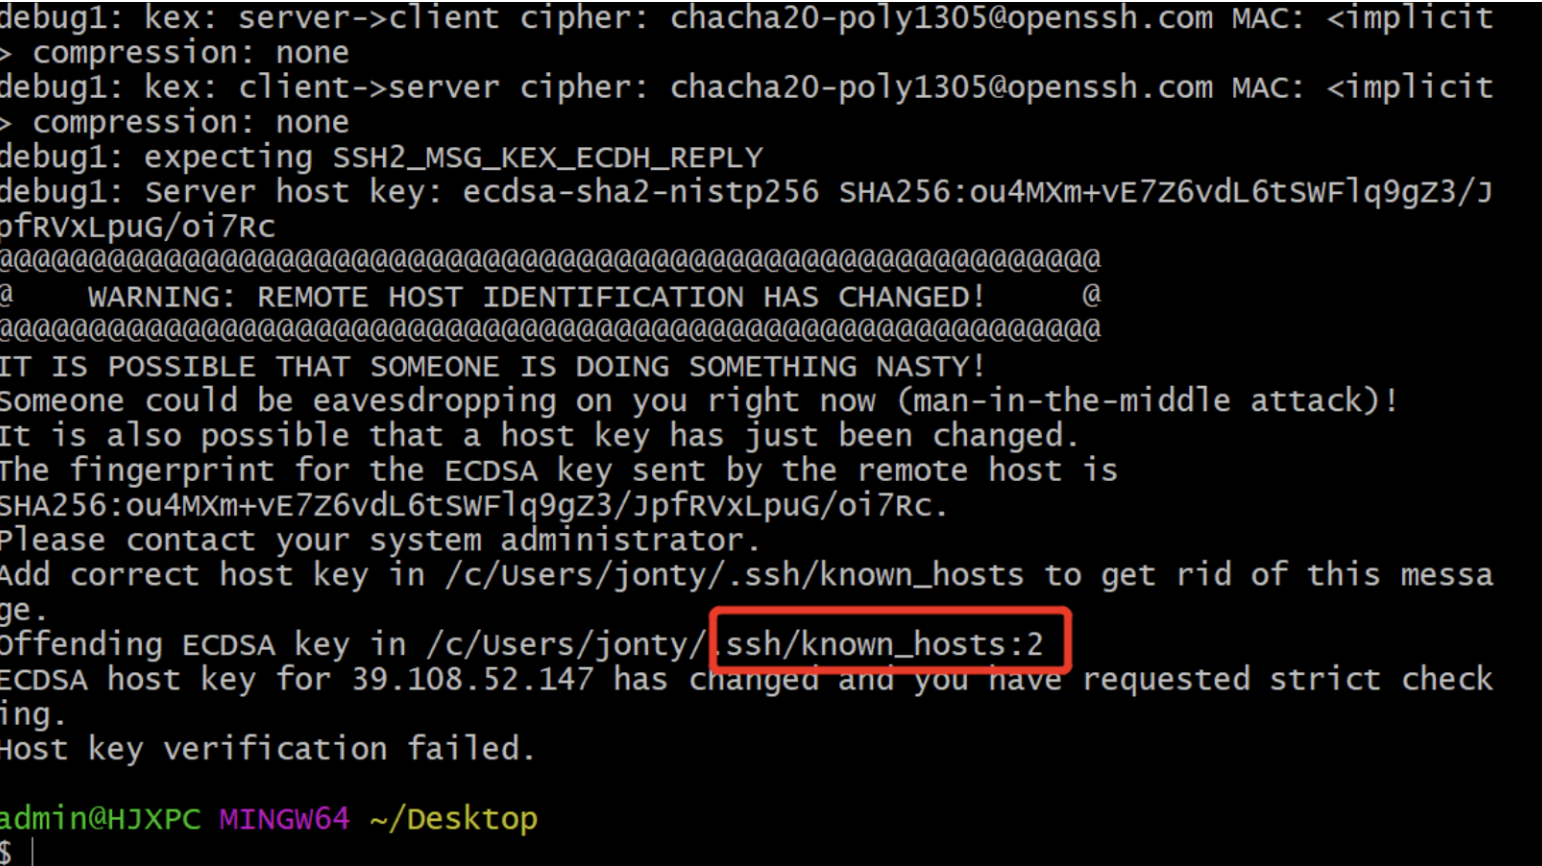 debug1: kex: server->client cipher: chacha20-poly1305@openssh.com MAC: <implicit
> compression: none
debug1: kex: client->server cipher: chacha20-poly1305@openssh.com MAC: <implicit
> compression: none
debug1: expecting SSH2_MSG_KEX_ECDH_REPLY
debug1: Server host key: ecdsa-sha2-nistp256 SHA256:ou4MXm+vE7Z6vdL6tSWFlq9gZ3/J
pfRVxLpuG/oi7Rc
@@@@@@@@@@@@@@@@@@@@@@@@@@@@@@@@@@@@@@@@@@@@@@@@@@@@@@@@@@@
@    WARNING: REMOTE HOST IDENTIFICATION HAS CHANGED!     @
@@@@@@@@@@@@@@@@@@@@@@@@@@@@@@@@@@@@@@@@@@@@@@@@@@@@@@@@@@@
IT IS POSSIBLE THAT SOMEONE IS DOING SOMETHING NASTY!
Someone could be eavesdropping on you right now (man-in-the-middle attack)!
It is also possible that a host key has just been changed.
The fingerprint for the ECDSA key sent by the remote host is
SHA256:ou4MXm+vE7Z6vdL6tSWFlq9gZ3/JpfRVxLpuG/oi7Rc.
Please contact your system administrator.
Add correct host key in /c/Users/jonty/.ssh/known_hosts to get rid of this messa
ge.
Offending ECDSA key in /c/Users/jonty/.ssh/known_hosts:2
ECDSA host key for 39.108.52.147 has changed and you have requested strict check
ing.
Host key verification failed.
admin@HJXPC MINGW64 ~/Desktop
$